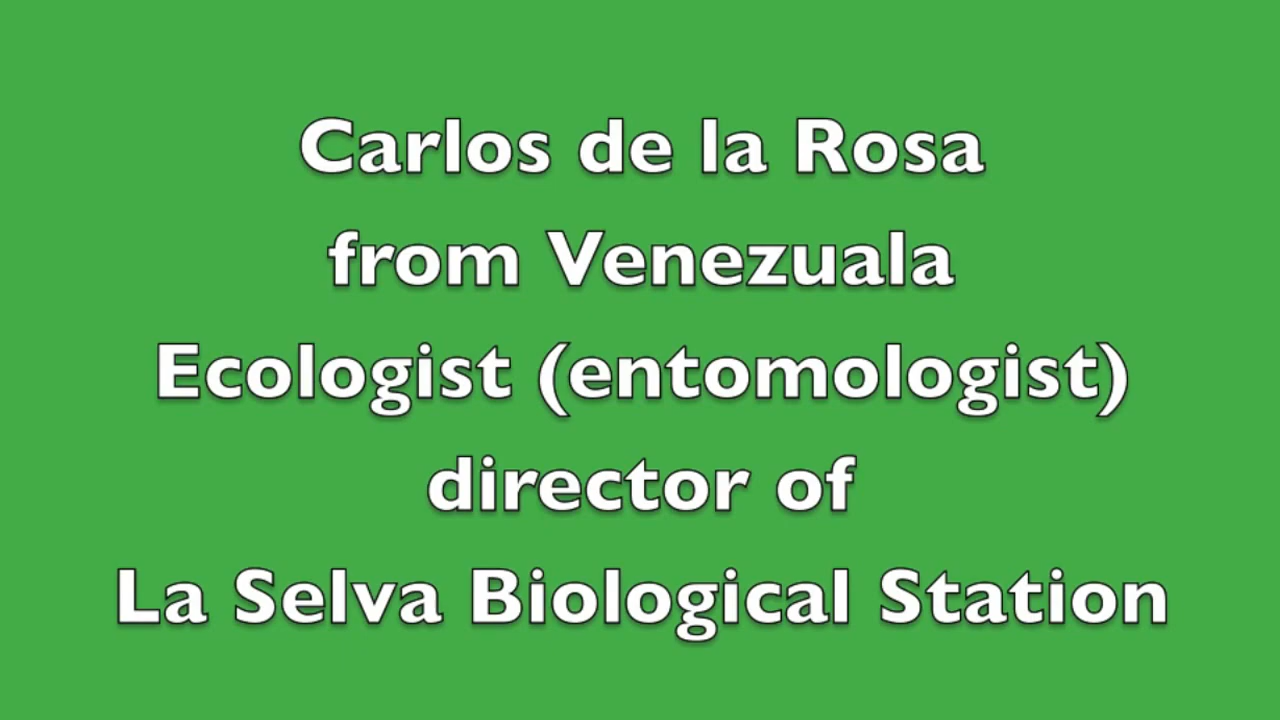 Carlos de la Rosa
from Venezuala
Ecologist (entomologist)
director of
La Selva Biological Station